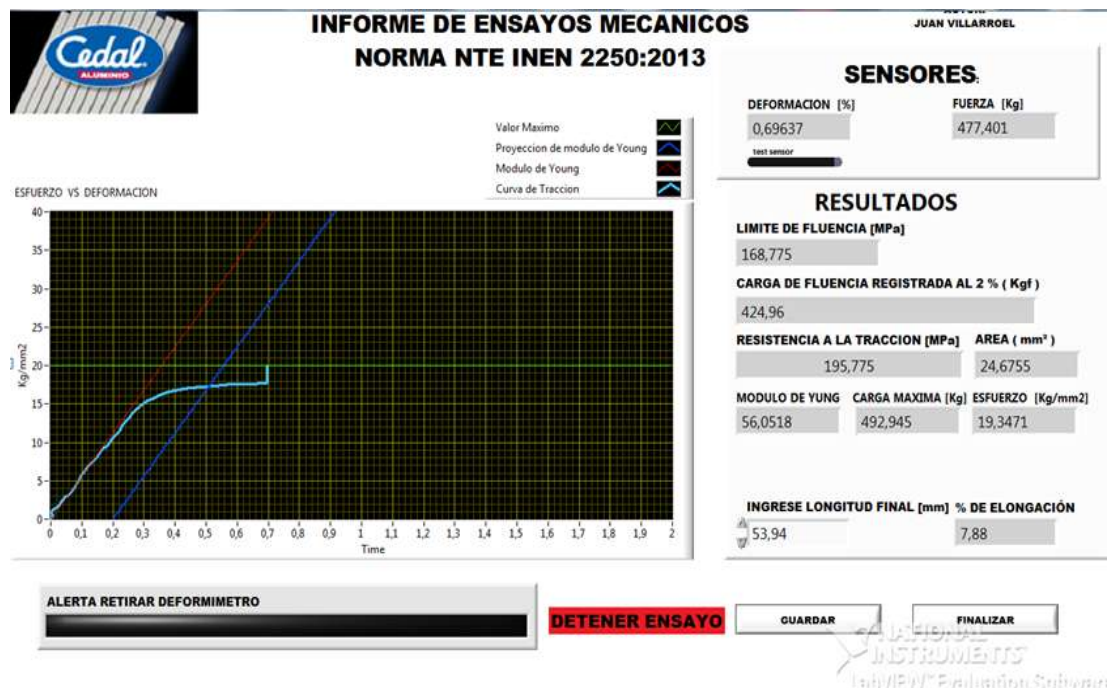 Cedal
ALUMINIO
INFORME DE ENSAYOS MECANICOS
NORMA NTE INEN 2250:2013
JUAN VILLARROEL
SENSORES:
DEFORMACION [%]
FUERZA [Kg]
0,69637
477,401
test sensor
Valor Maximo
Proyeccion de modulo de Young
Modulo de Young
Curva de Traccion
ESFUERZO VS DEFORMACION
40
35
30
25
20
15
10
5
0
Kg/mm2
0 0,1 0,2 0,3 0,4 0,5 0,6 0,7 0,8 0,9 1 1,1 1,2 1,3 1,4 1,5 1,6 1,7 1,8 1,9 2
Time
RESULTADOS
LIMITE DE FLUENCIA [MPa]
168,775
CARGA DE FLUENCIA REGISTRADA AL 2 % ( Kgf )
424,96
RESISTENCIA A LA TRACCION [MPa]
AREA ( mm² )
195,775
24,6755
MODULO DE YUNG
CARGA MAXIMA [Kg]
ESFUERZO [Kg/mm2]
56,0518
492,945
19,3471
INGRESE LONGITUD FINAL [mm]
% DE ELONGACIÓN
53,94
7,88
ALERTA RETIRAR DEFORMIMETRO
DETENER ENSAYO
GUARDAR
FINALIZAR
NATIONAL
INSTRUMENTS
LabVIEW™ Evaluation Software